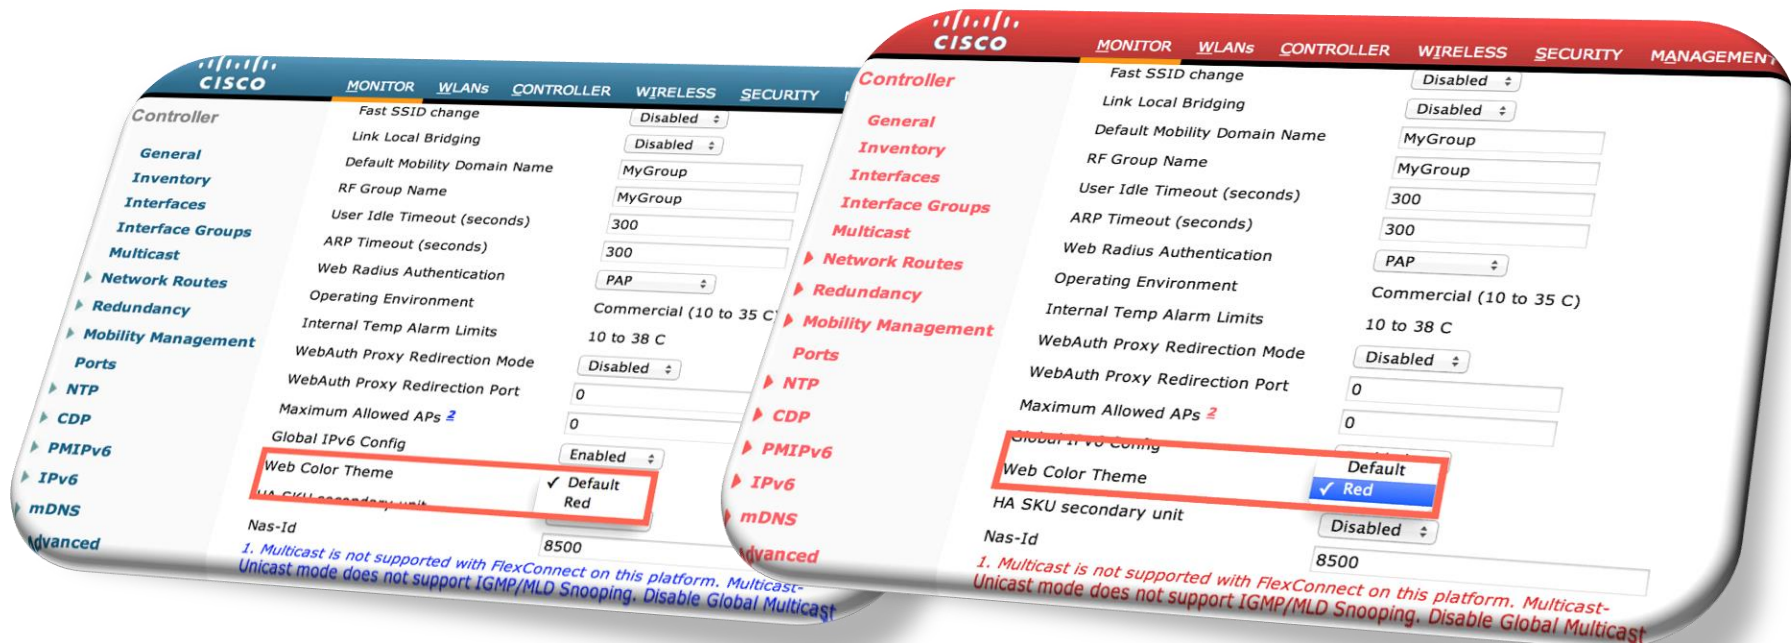 CISCO
MONITOR WLANs CONTROLLER WIRELESS SECURITY
Controller
General
Inventory
Interfaces
Interface Groups
Multicast
Network Routes
Redundancy
Mobility Management
Ports
NTP
CDP
PMIPv6
IPv6
mDNS
Advanced
Fast SSID change Disabled
Link Local Bridging Disabled
Default Mobility Domain Name MyGroup
RF Group Name MyGroup
User Idle Timeout (seconds) 300
ARP Timeout (seconds) 300
Web Radius Authentication PAP
Operating Environment Commercial (10 to 35 C)
Internal Temp Alarm Limits 10 to 38 C
WebAuth Proxy Redirection Mode Disabled
WebAuth Proxy Redirection Port 0
Maximum Allowed APs 2 0
Global IPv6 Config Enabled
Web Color Theme ✓ Default
Red
HA SKU secondary unit
Nas-Id 8500
1. Multicast is not supported with FlexConnect on this platform. Multicast-
Unicast mode does not support IGMP/MLD Snooping. Disable Global Multicast
CISCO
MONITOR WLANs CONTROLLER WIRELESS SECURITY MANAGEMENT
Controller
General
Inventory
Interfaces
Interface Groups
Multicast
Network Routes
Redundancy
Mobility Management
Ports
NTP
CDP
PMIPv6
IPv6
mDNS
Advanced
Fast SSID change Disabled
Link Local Bridging Disabled
Default Mobility Domain Name MyGroup
RF Group Name MyGroup
User Idle Timeout (seconds) 300
ARP Timeout (seconds) 300
Web Radius Authentication PAP
Operating Environment Commercial (10 to 35 C)
Internal Temp Alarm Limits 10 to 38 C
WebAuth Proxy Redirection Mode Disabled
WebAuth Proxy Redirection Port 0
Maximum Allowed APs 2 0
Global IPv6 Config
Default
Web Color Theme ✓ Red
HA SKU secondary unit Disabled
Nas-Id 8500
1. Multicast is not supported with FlexConnect on this platform. Multicast-
Unicast mode does not support IGMP/MLD Snooping. Disable Global Multicast